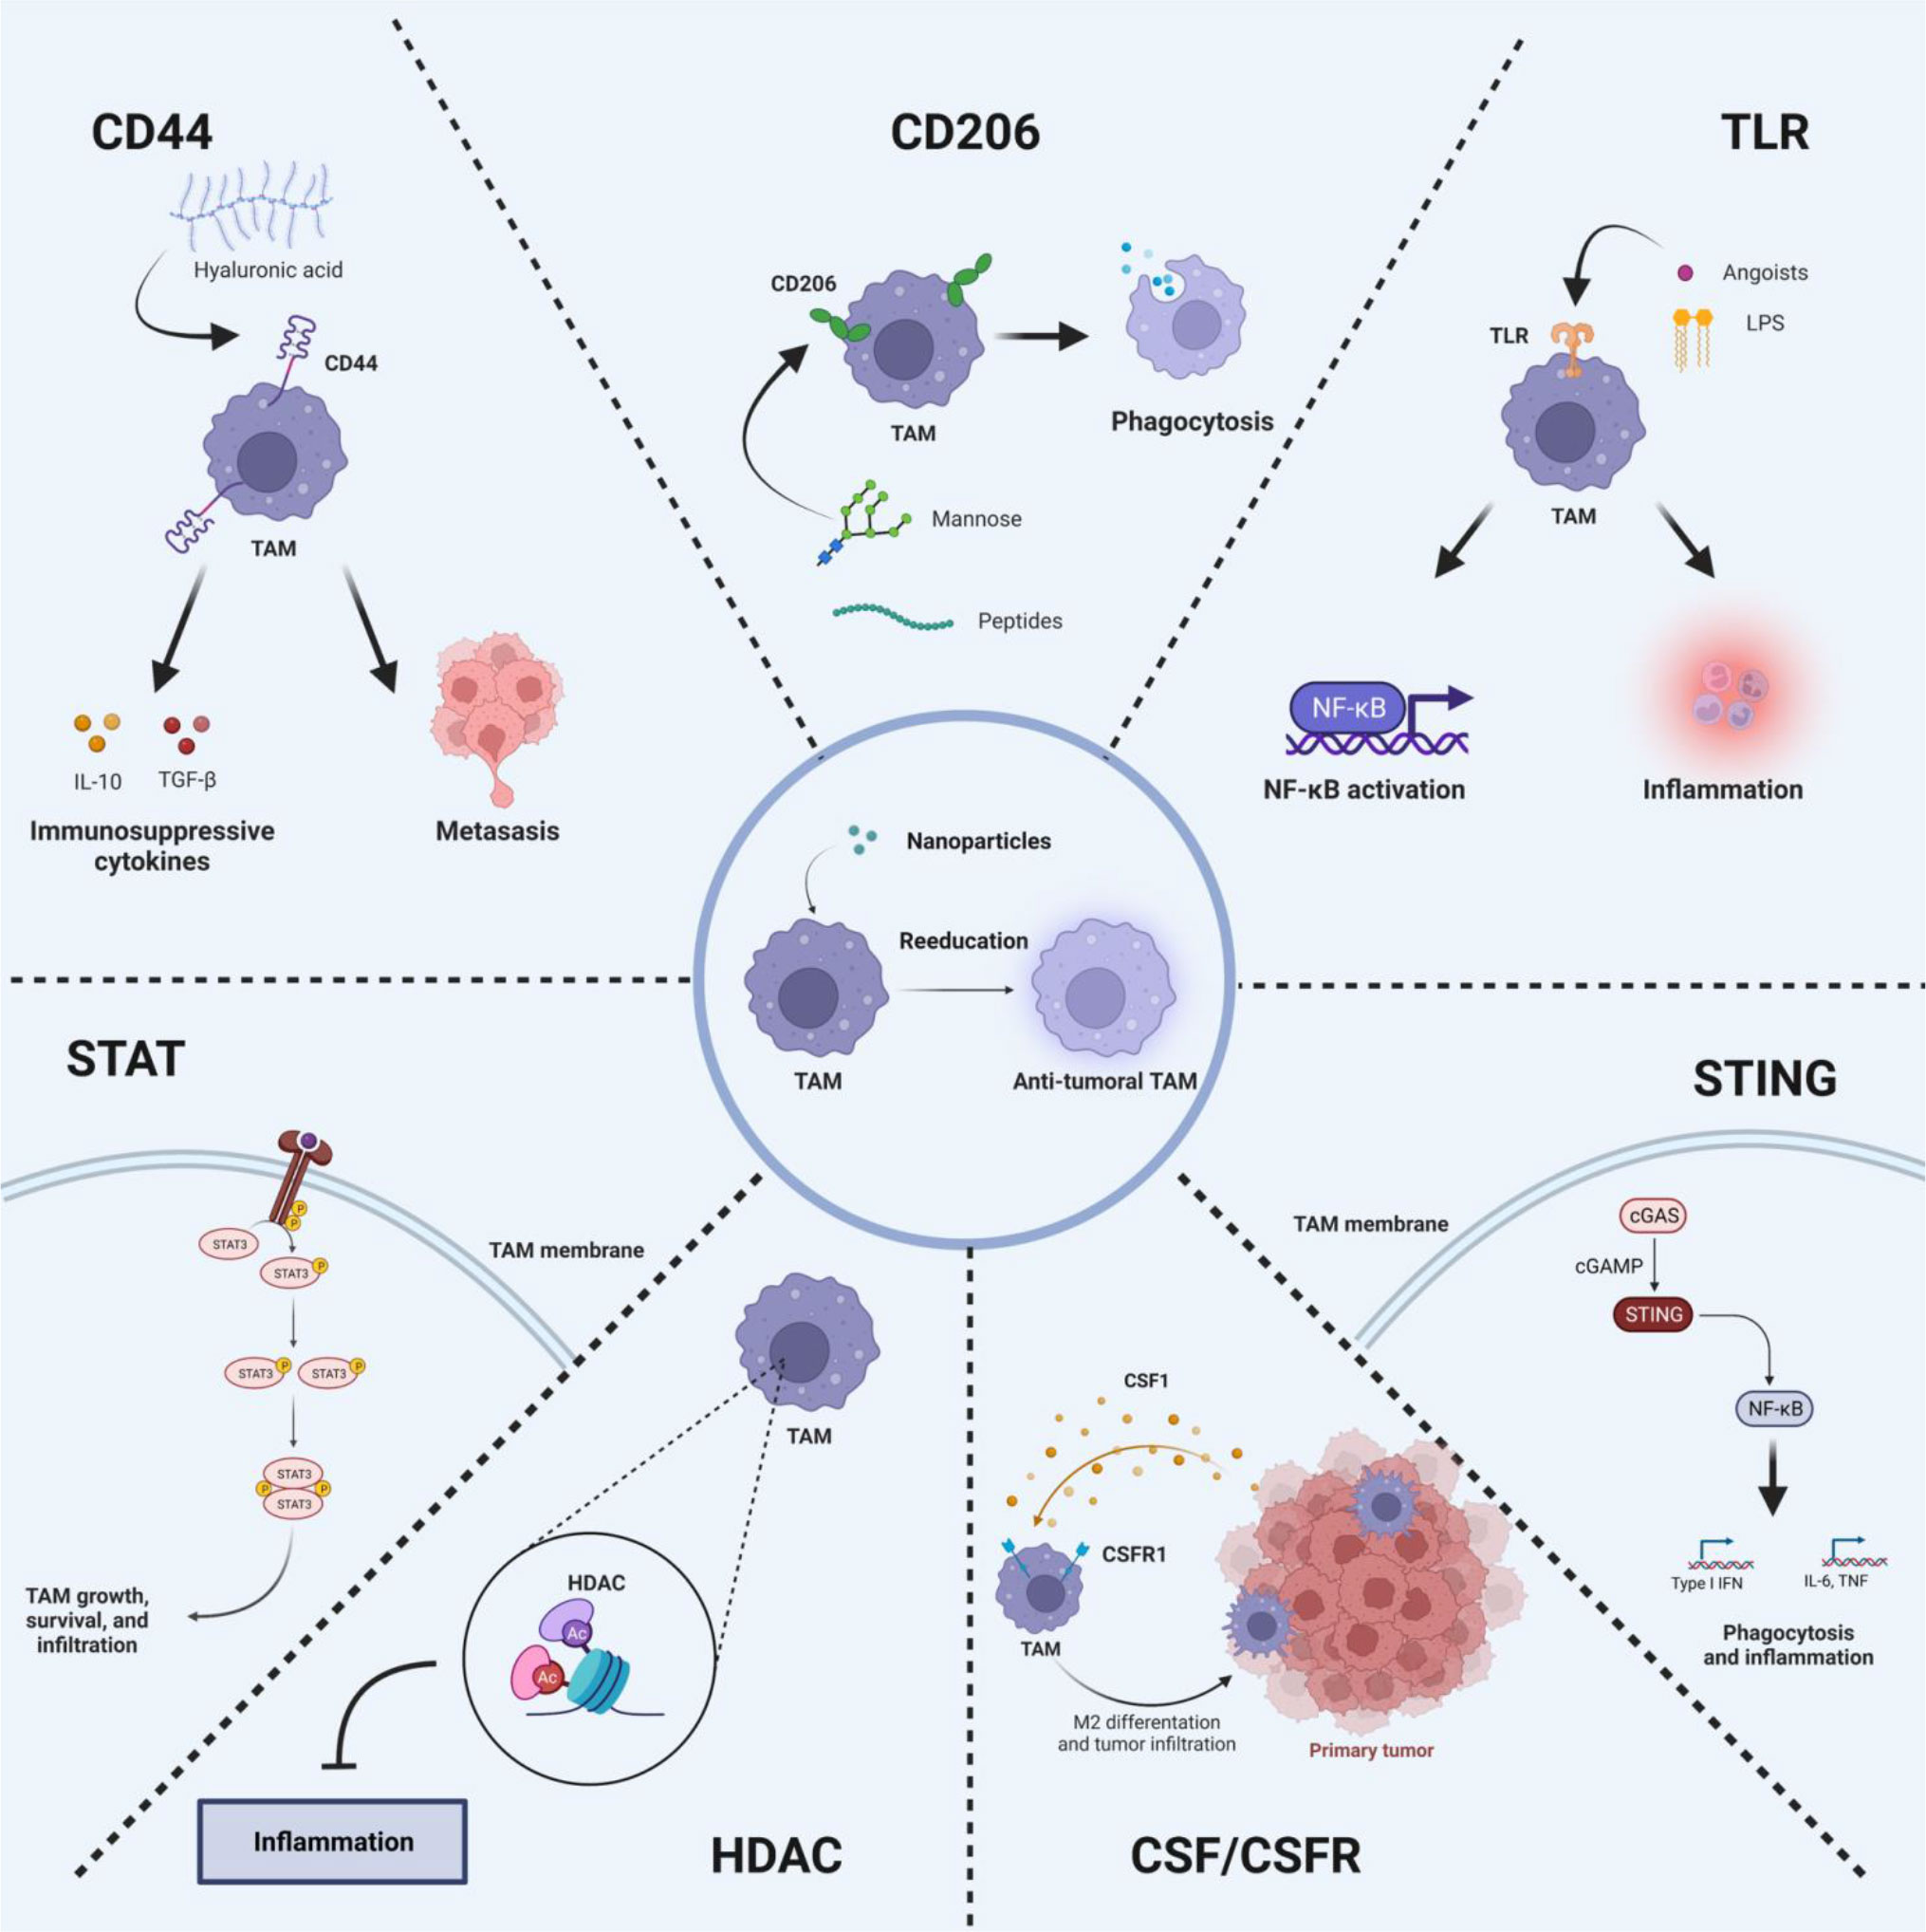 CD44
Hyaluronic acid
CD44
TAM
IL-10
TGF-β
Immunosuppressive
cytokines
Metasasis
CD206
CD206
TAM
Phagocytosis
Mannose
Peptides
TLR
Angoists
LPS
TLR
TAM
NF-κB
NF-κB activation
Inflammation
Nanoparticles
Reeducation
TAM
Anti-tumoral TAM
STAT
P
P
STAT3
STAT3
P
TAM membrane
STAT3
P
STAT3
P
STAT3
P
P
STAT3
TAM growth,
survival, and
infiltration
TAM
HDAC
Ac
Ac
Inflammation
HDAC
CSF1
CSFR1
TAM
M2 differentation
and tumor infiltration
Primary tumor
CSF/CSFR
STING
TAM membrane
cGAS
cGAMP
STING
NF-κB
Type I IFN
IL-6, TNF
Phagocytosis
and inflammation